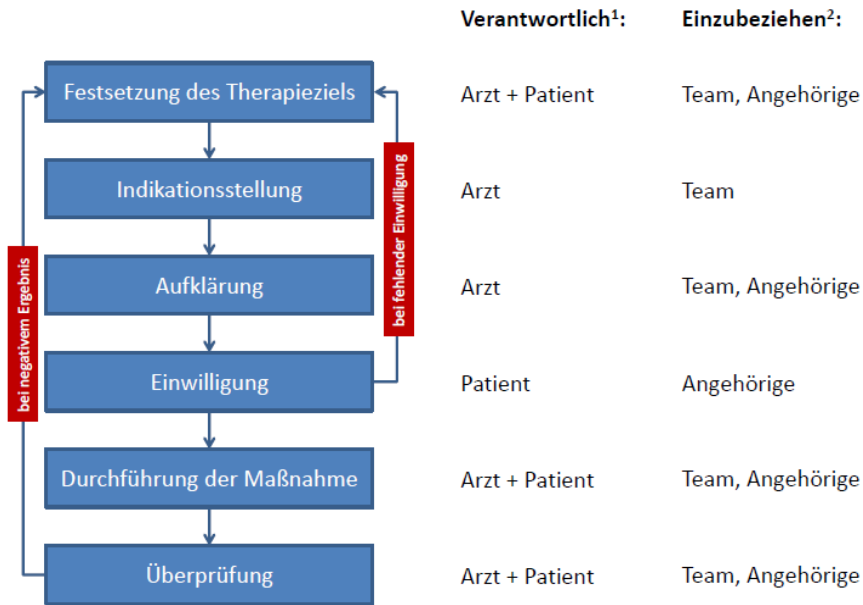 Verantwortlich¹: Einzubeziehen²:
Festsetzung des Therapieziels Arzt + Patient Team, Angehörige
Indikationsstellung Arzt Team
Aufklärung Arzt Team, Angehörige
Einwilligung Patient Angehörige
Durchführung der Maßnahme Arzt + Patient Team, Angehörige
Überprüfung Arzt + Patient Team, Angehörige
bei negativem Ergebnis
bei fehlender Einwilligung